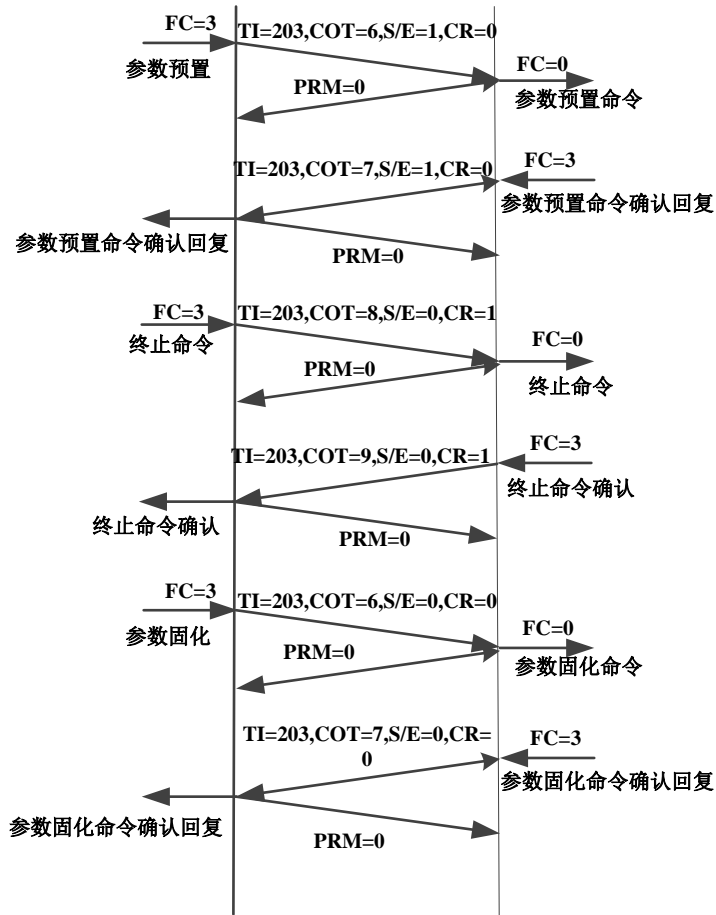 FC=3
TI=203,COT=6,S/E=1,CR=0
参数预置
FC=0
PRM=0
参数预置命令
TI=203,COT=7,S/E=1,CR=0
FC=3
参数预置命令确认回复
参数预置命令确认回复
PRM=0
FC=3
TI=203,COT=8,S/E=0,CR=1
终止命令
FC=0
PRM=0
终止命令
TI=203,COT=9,S/E=0,CR=1
FC=3
终止命令确认
终止命令确认
PRM=0
FC=3
TI=203,COT=6,S/E=0,CR=0
参数固化
FC=0
PRM=0
参数固化命令
TI=203,COT=7,S/E=0,CR=
0
FC=3
参数固化命令确认回复
参数固化命令确认回复
PRM=0